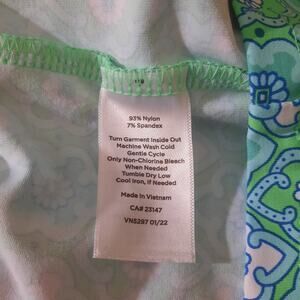 93% Nylon
7% Spandex
Turn Garment Inside Out
Machine Wash Cold
Gentle Cycle
Only Non-Chlorine Bleach
When Needed
Tumble Dry Low
Cool Iron, if Needed
Made in Vietnam
CA# 23147
VN5297 01/22